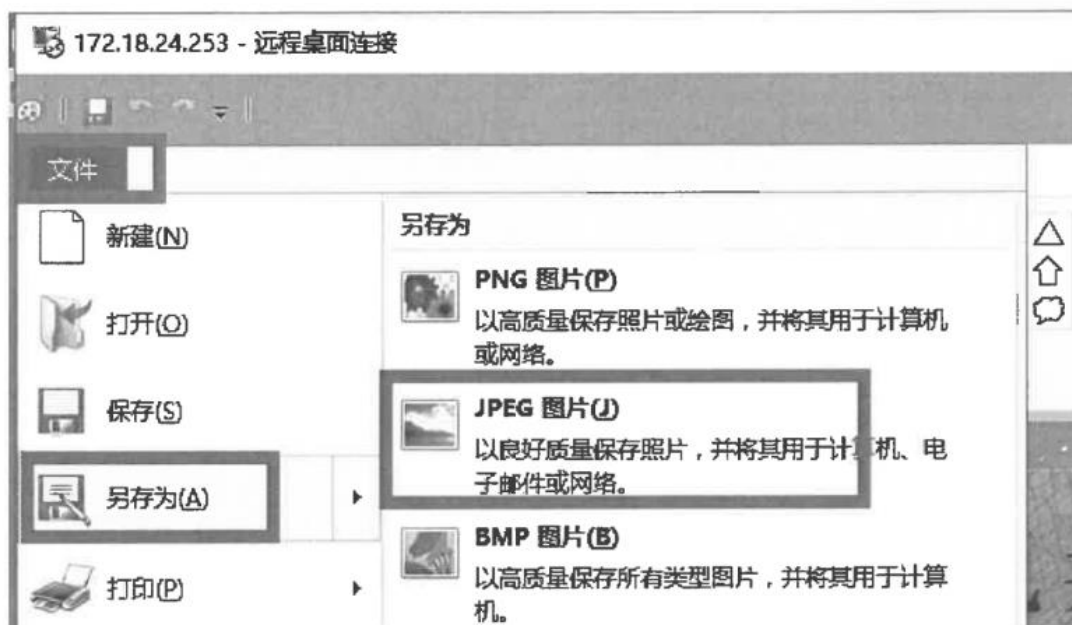 172.18.24.253 - 远程桌面连接
文件
新建(N)
打开(O)
保存(S)
另存为(A)
打印(P)
另存为
PNG 图片(P)
以高质量保存照片或绘图，并将其用于计算机
或网络。
JPEG 图片(J)
以良好质量保存照片，并将其用于计算机、电
子邮件或网络。
BMP 图片(B)
以高质量保存所有类型图片，并将其用于计算
机。